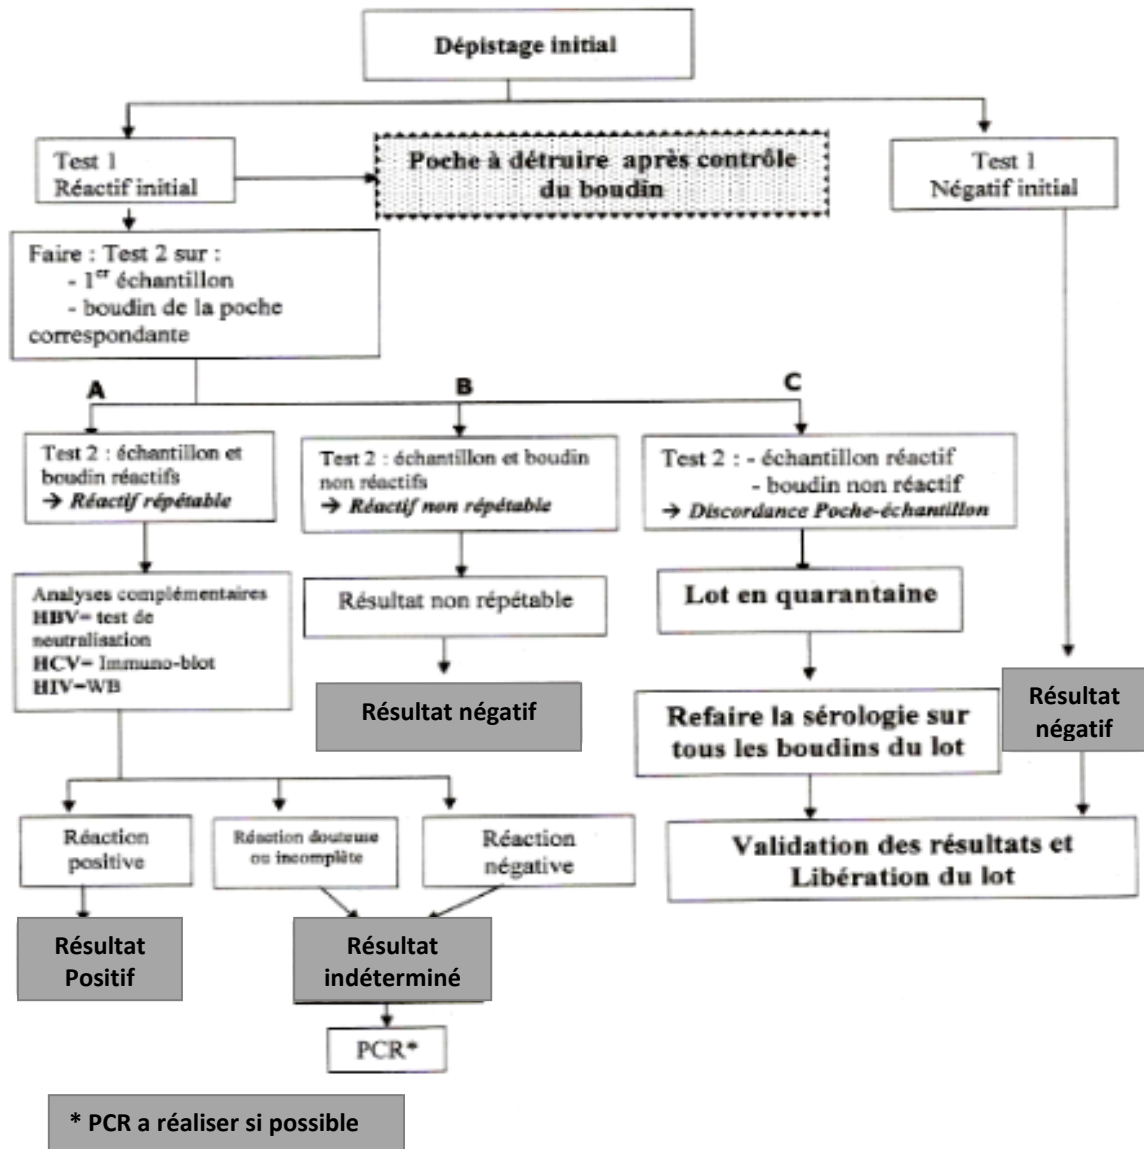 Dépistage initial
Test 1
Réactif initial
Poche à détruire après contrôle
du boudin
Test 1
Négatif initial
Faire : Test 2 sur :
- 1er échantillon
- boudin de la poche
correspondante
A
B
C
Test 2 : échantillon et
boudin réactifs
→ Réactif répétable
Test 2 : échantillon et boudin
non réactifs
→ Réactif non répétable
Test 2 : - échantillon réactif
- boudin non réactif
→ Discordance Poche-échantillon
Analyses complémentaires
HBV= test de
neutralisation
HCV= Immuno-blot
HIV=WB
Résultat non répétable
Lot en quarantaine
Résultat négatif
Refaire la sérologie sur
tous les boudins du lot
Résultat
négatif
Réaction
positive
Réaction douteuse
ou incomplète
Réaction
négative
Validation des résultats et
Libération du lot
Résultat
Positif
Résultat
indéterminé
PCR*
* PCR a réaliser si possible